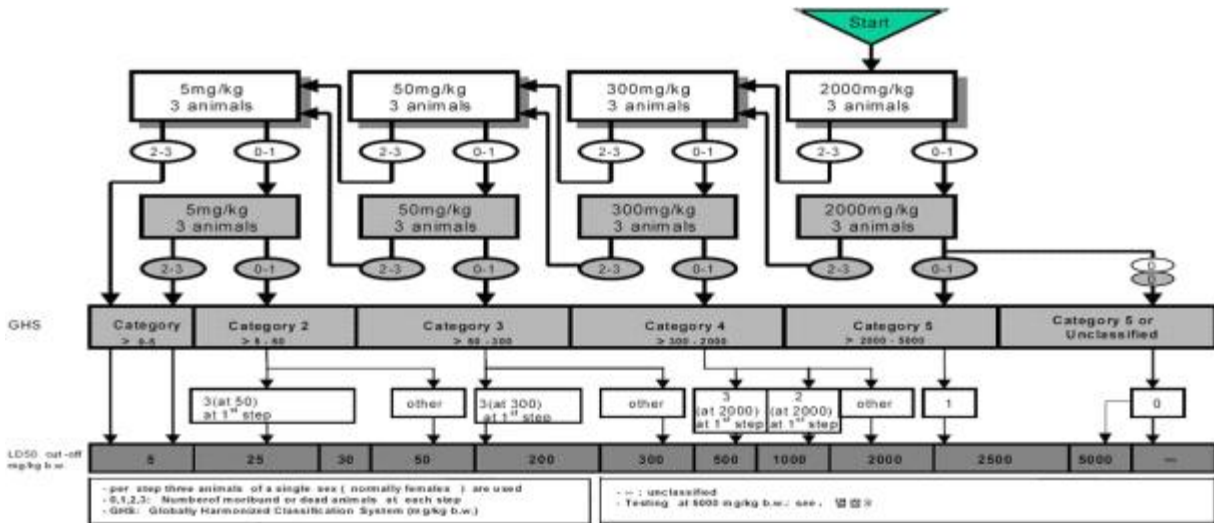 Start
5mg/kg
3 animals
50mg/kg
3 animals
300mg/kg
3 animals
2000mg/kg
3 animals
2-3 0-1 2-3 0-1 2-3 0-1 2-3 0-1
5mg/kg
3 animals
50mg/kg
3 animals
300mg/kg
3 animals
2000mg/kg
3 animals
2-3 0-1 2-3 0-1 2-3 0-1 2-3 0-1
0
0
GHS
Category
> 0-5
Category 2
> 5 - 50
Category 3
> 50 - 300
Category 4
> 300 - 2000
Category 5
> 2000 - 5000
Category 5 or
Unclassified
3(at 50)
at 1st step
other
3(at 300)
at 1st step
other
3
(at 2000)
at 1st step
2
(at 2000)
at 1st step
other
1
0
LD50 cut-off
mg/kg b.w.
5 25 30 50 200 300 500 1000 2000 2500 5000 ∞
- per step three animals of a single sex ( normally females ) are used
- 0,1,2,3: Number of moribund or dead animals at each step
- GHS: Globally Harmonized Classification System (mg/kg b.w.)
- ∞ : unclassified
- Testing at 5000 mg/kg b.w.: see.